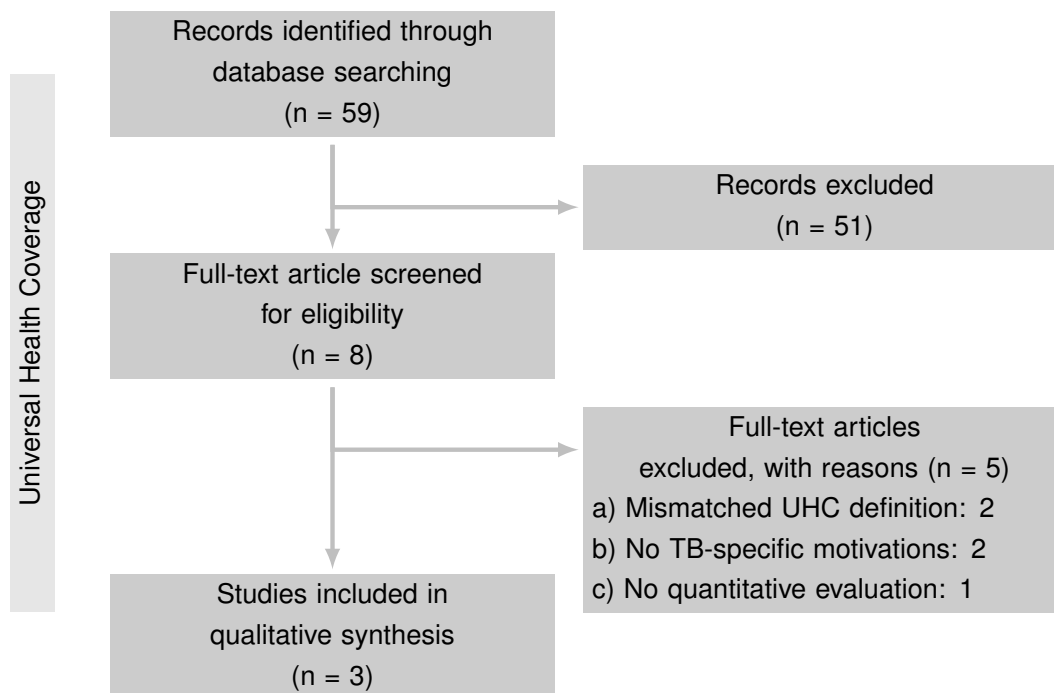 Universal Health Coverage
Records identified through
database searching
(n = 59)
Records excluded
(n = 51)
Full-text article screened
for eligibility
(n = 8)
Full-text articles
excluded, with reasons (n = 5)
a) Mismatched UHC definition: 2
b) No TB-specific motivations: 2
c) No quantitative evaluation: 1
Studies included in
qualitative synthesis
(n = 3)